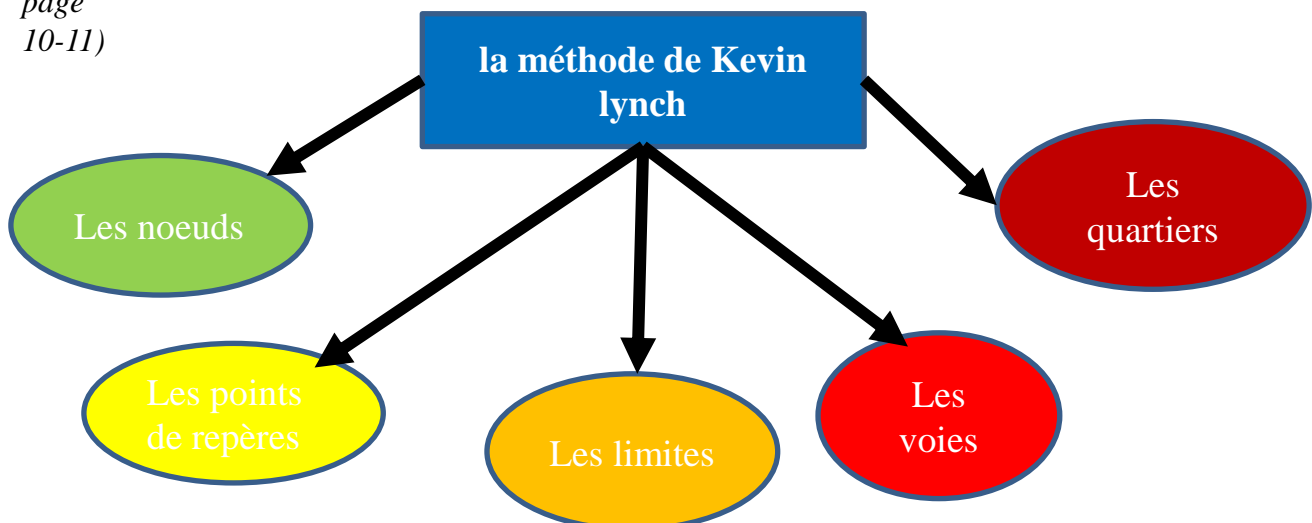 page
10-11)
la méthode de Kevin
lynch
Les noeuds
Les
quartiers
Les points
de repères
Les limites
Les
voies